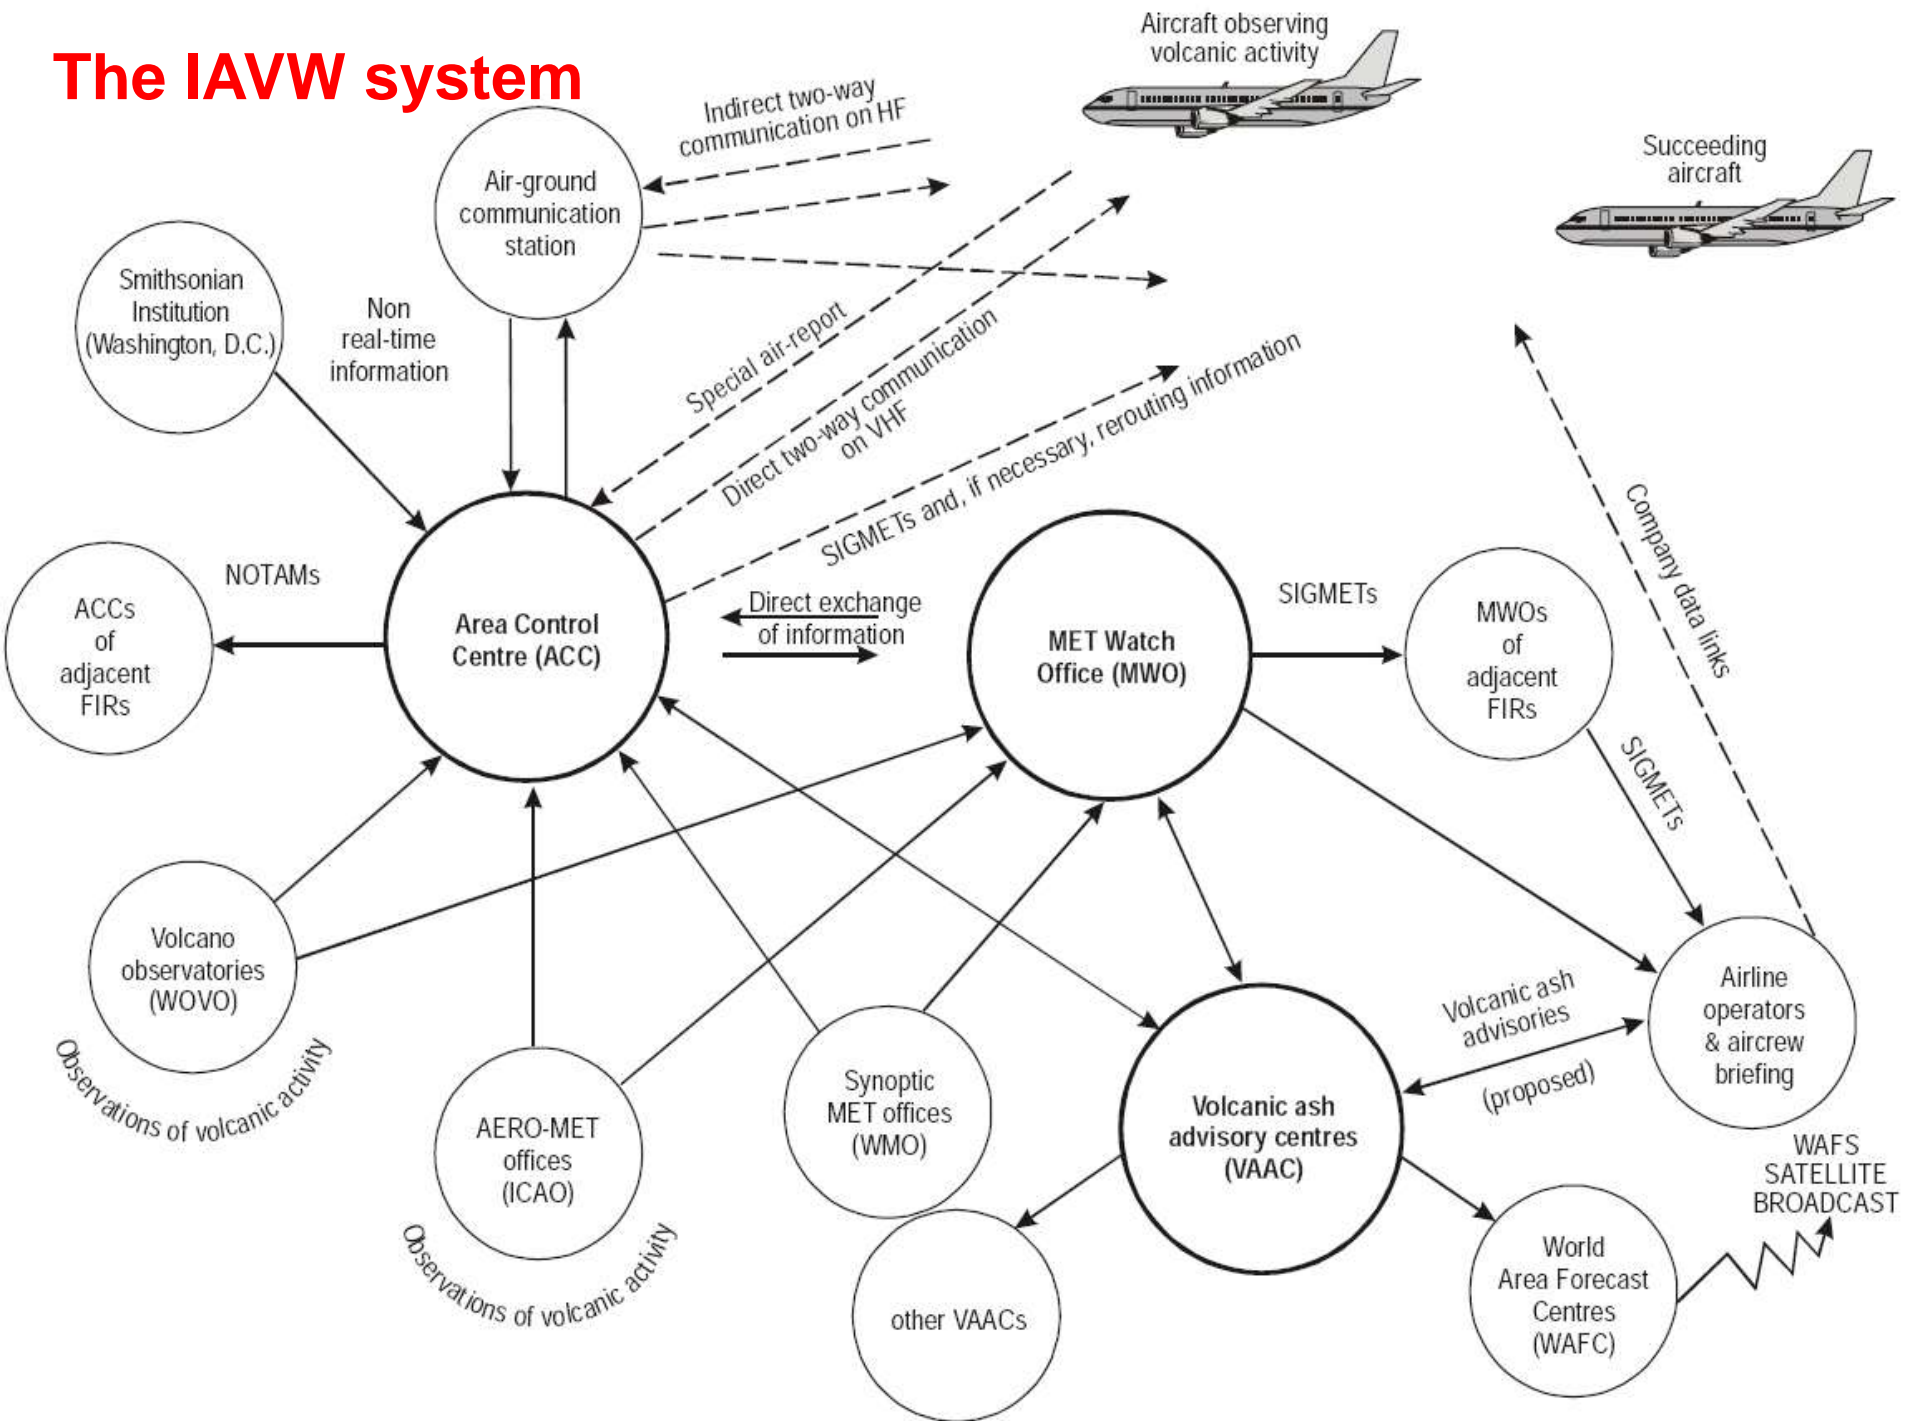 The IAVW system
Aircraft observing
volcanic activity
Indirect two-way
communication on HF
Succeeding
aircraft
Air-ground
communication
station
Smithsonian
Institution
(Washington, D.C.)
Non
real-time
information
Special air-report
Direct two-way communication
on VHF
SIGMETs and, if necessary, rerouting information
Company data links
NOTAMs
ACCs
of
adjacent
FIRs
Area Control
Centre (ACC)
Direct exchange
of information
MET Watch
Office (MWO)
SIGMETs
MWOs
of
adjacent
FIRs
SIGMETs
Volcano
observatories
(WOVO)
Observations of volcanic activity
AERO-MET
offices
(ICAO)
Observations of volcanic activity
Synoptic
MET offices
(WMO)
Volcanic ash
advisory centres
(VAAC)
Volcanic ash
advisories
(proposed)
Airline
operators
& aircrew
briefing
WAFS
SATELLITE
BROADCAST
other VAACs
World
Area Forecast
Centres
(WAFC)